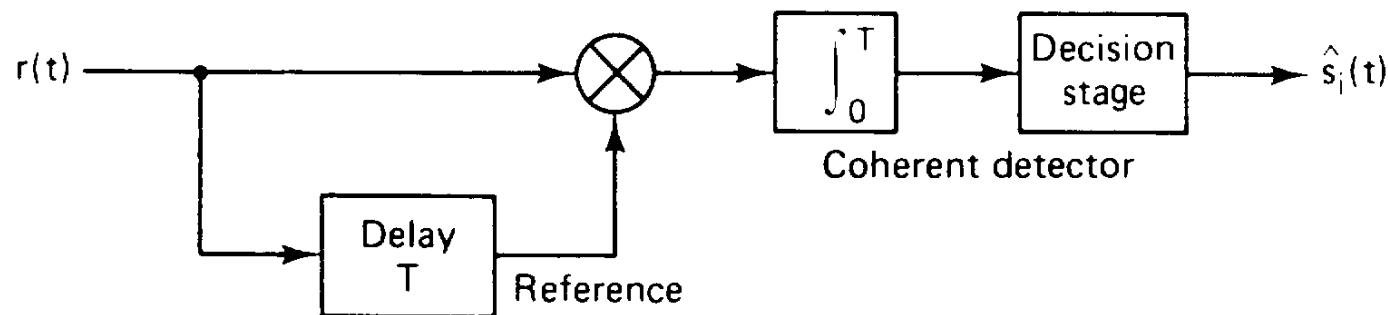 r(t)
∫₀ᵀ
Decision
stage
ŝᵢ(t)
Coherent detector
Delay
T
Reference